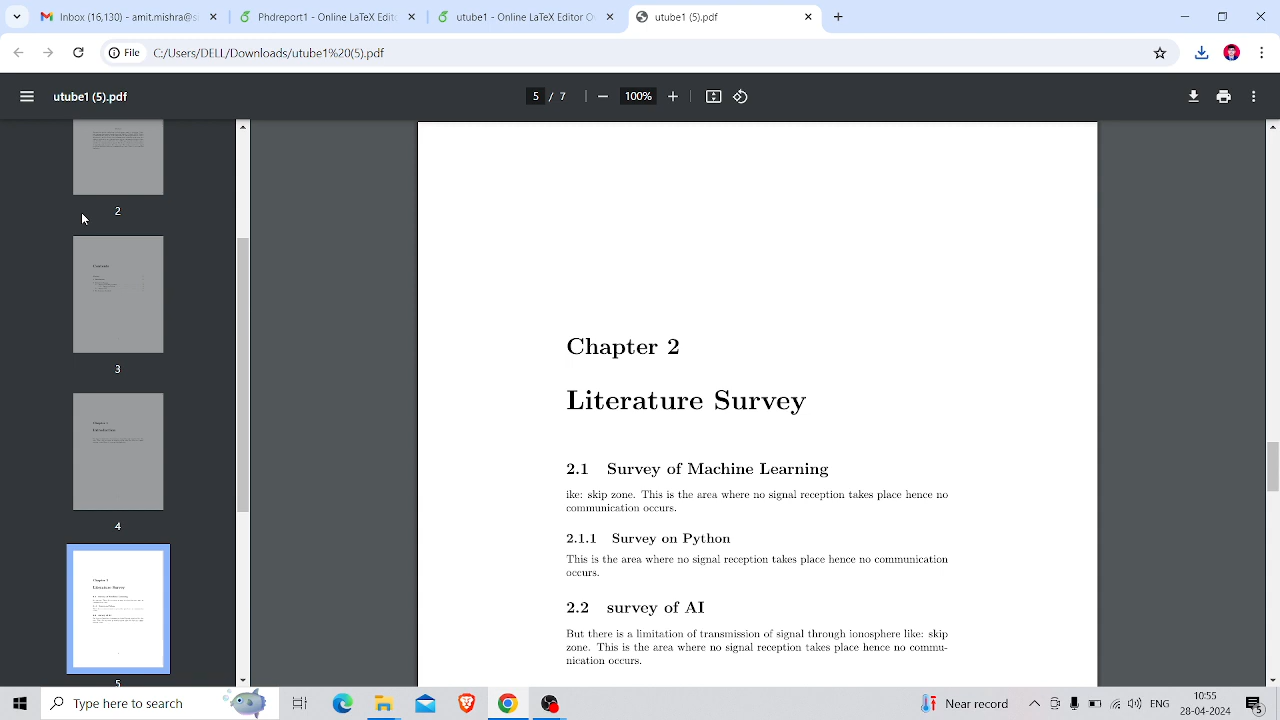 Inbox (16,130) - amit.mishra@s
Phdreport1 - Online LaTeX Edit
utube1 - Online LaTeX Editor O
utube1 (5).pdf
File
C:/Users/DELL/Downloads/utube1%20(5).pdf
utube1 (5).pdf
5 / 7
100%
2
3
4
5
Chapter 2
Literature Survey
2.1 Survey of Machine Learning
ike: skip zone. This is the area where no signal reception takes place hence no
communication occurs.
2.1.1 Survey on Python
This is the area where no signal reception takes place hence no communication
occurs.
2.2 survey of AI
But there is a limitation of transmission of signal through ionosphere like: skip
zone. This is the area where no signal reception takes place hence no commu-
nication occurs.
Type here to search
Near record
ENG
10:55
28-04-2024
5